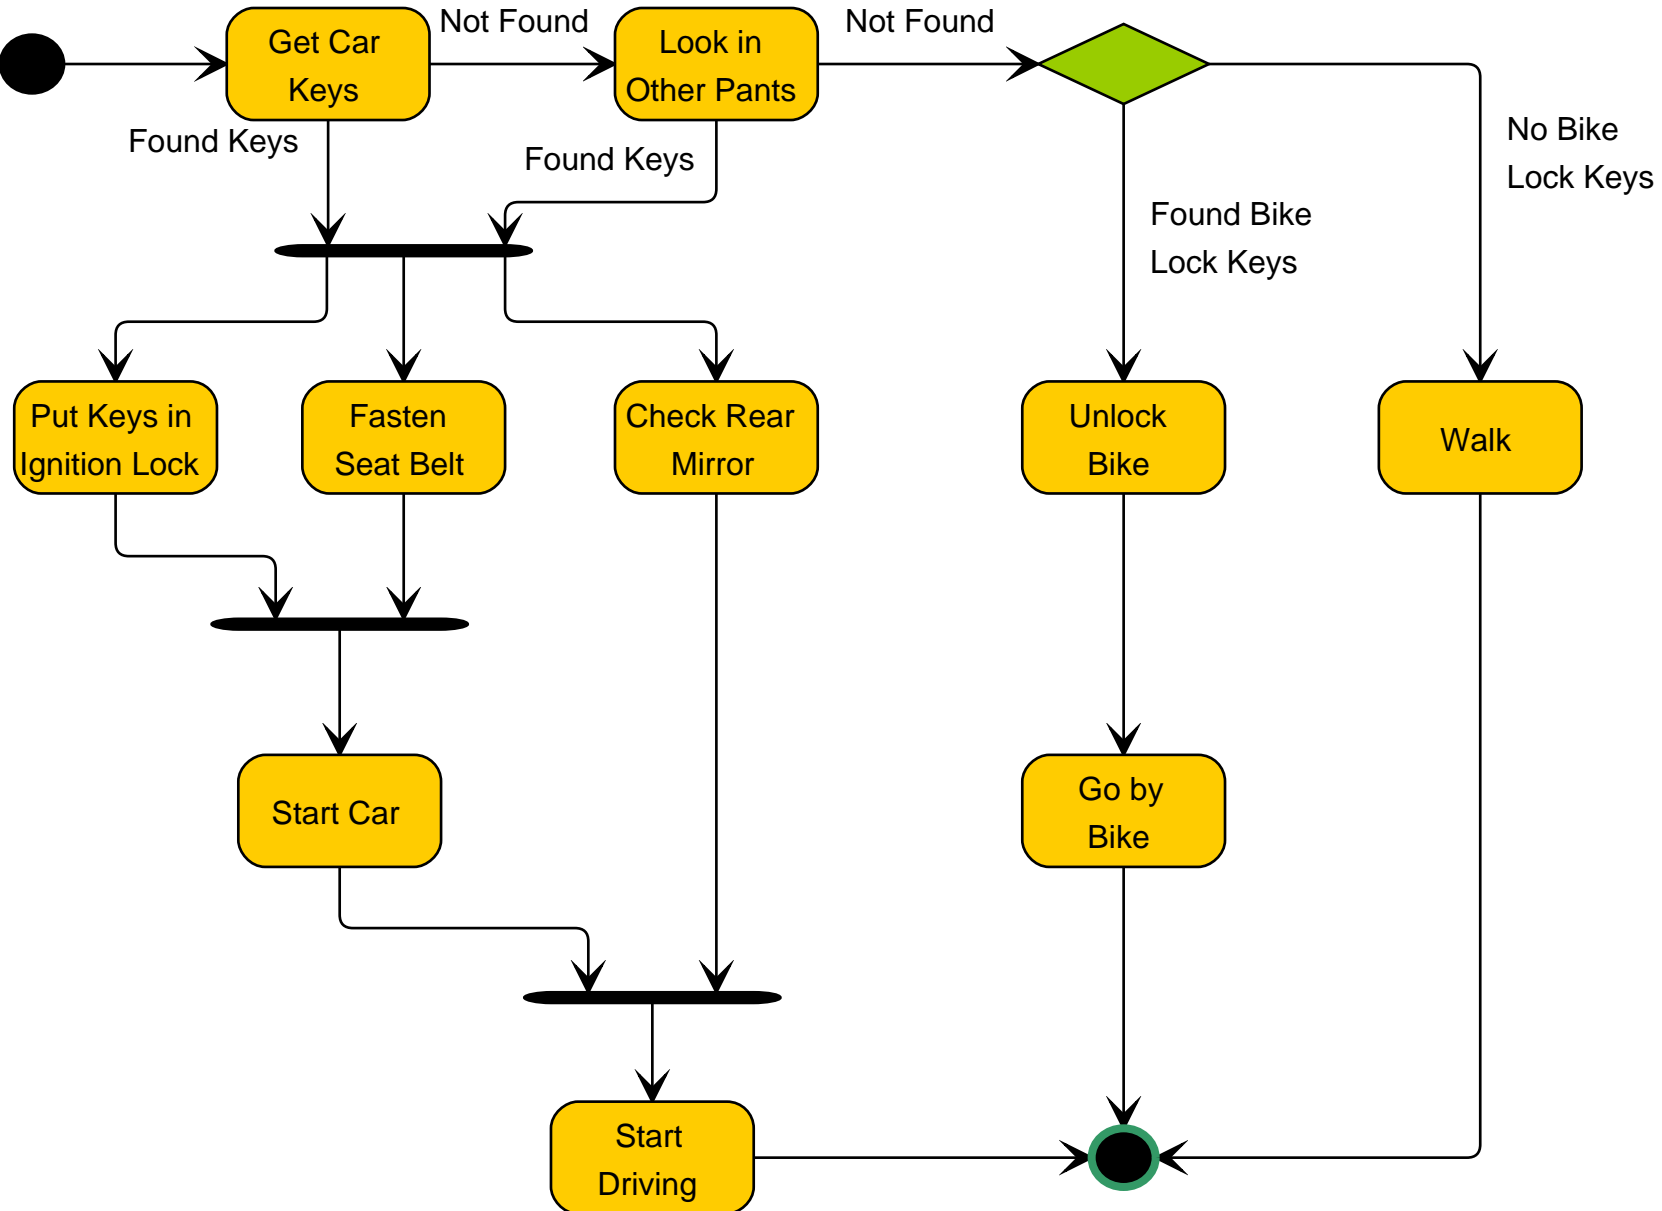 Get Car
Keys
Not Found
Look in
Other Pants
Not Found
Found Keys
Found Keys
No Bike
Lock Keys
Found Bike
Lock Keys
Put Keys in
Ignition Lock
Fasten
Seat Belt
Check Rear
Mirror
Unlock
Bike
Walk
Start Car
Go by
Bike
Start
Driving